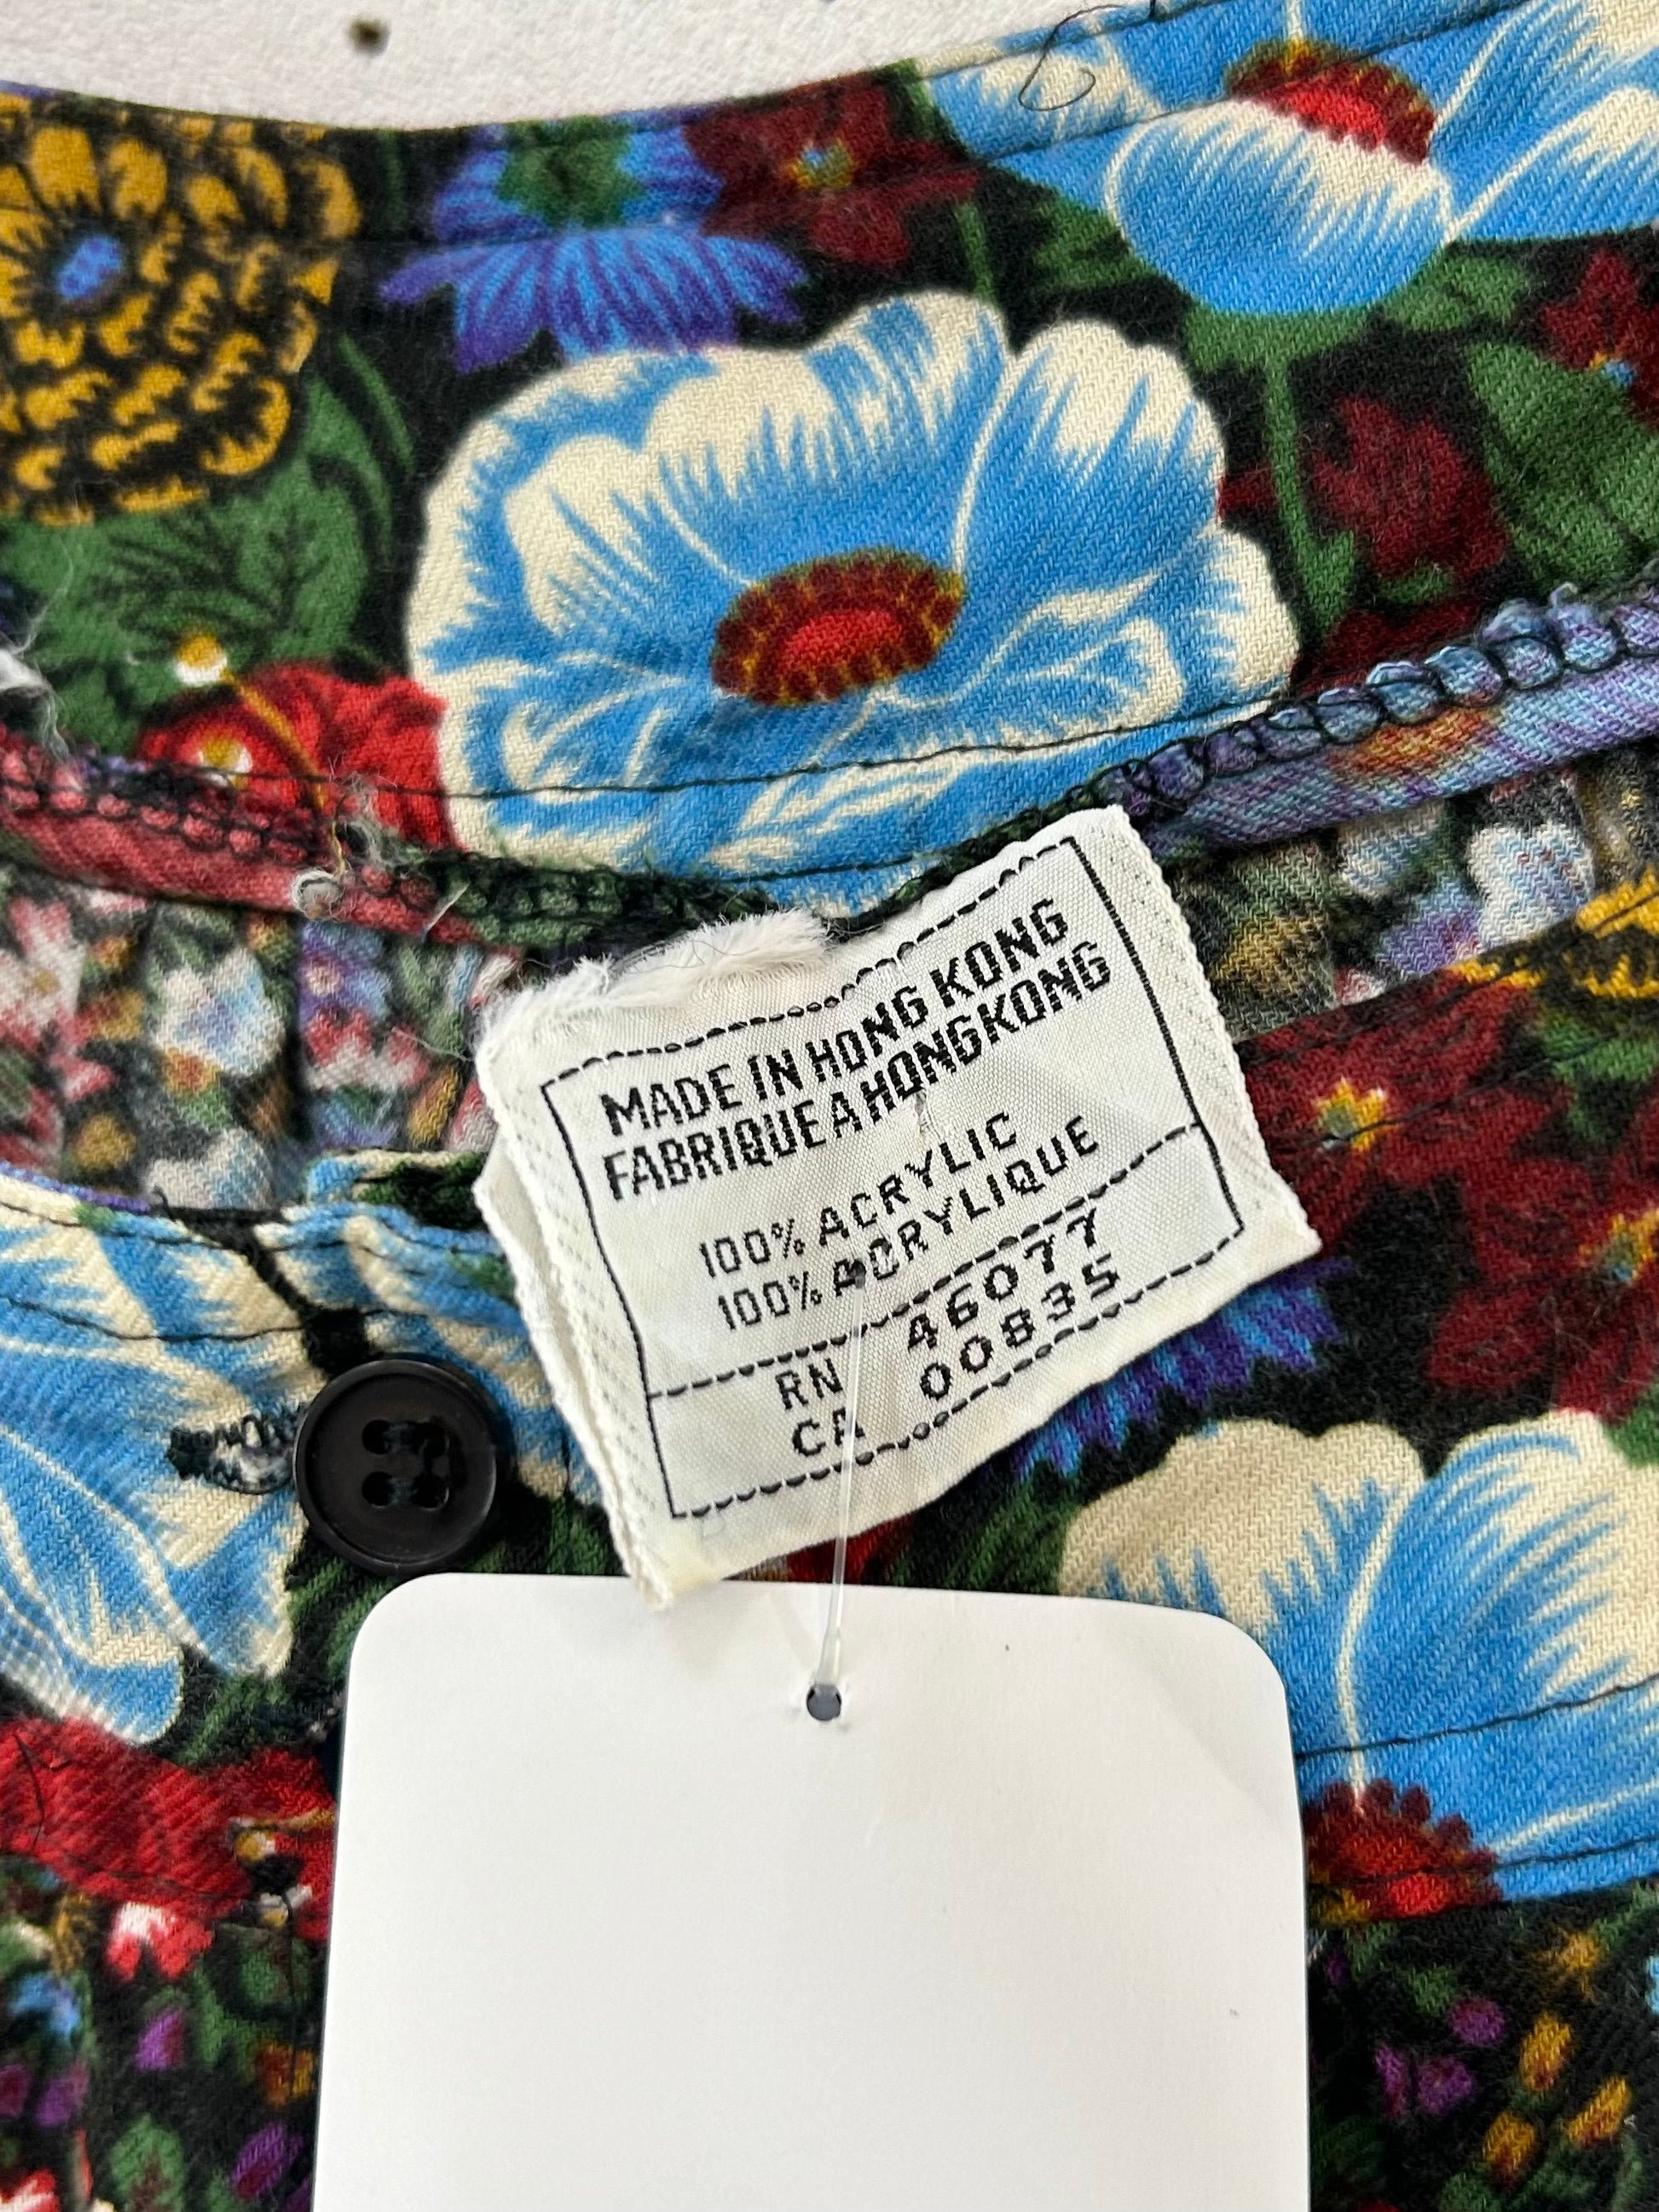 MADE IN HONG KONG
FABRIQUE A HONGKONG
100% ACRYLIC
100% ACRYLIQUE
RN 46077
CA 00835